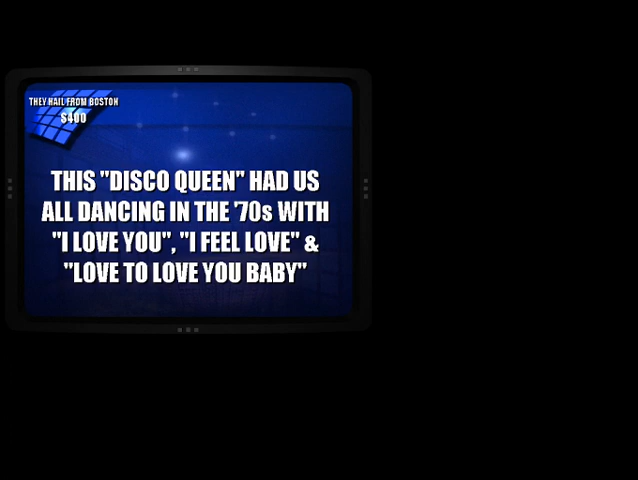 THEY HAIL FROM BOSTON
$400
THIS "DISCO QUEEN" HAD US
ALL DANCING IN THE '70s WITH
"I LOVE YOU", "I FEEL LOVE" &
"LOVE TO LOVE YOU BABY"